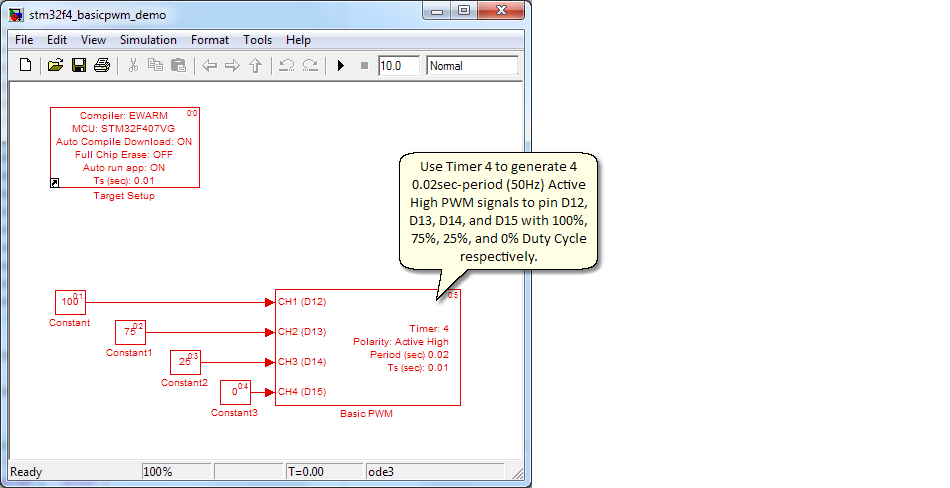 stm32f4_basicpwm_demo
File Edit View Simulation Format Tools Help
10.0 Normal
0:0
Compiler: EWARM
MCU: STM32F407VG
Auto Compile Download: ON
Full Chip Erase: OFF
Auto run app: ON
Ts (sec): 0.01
Target Setup
Use Timer 4 to generate 4
0.02sec-period (50Hz) Active
High PWM signals to pin D12,
D13, D14, and D15 with 100%,
75%, 25%, and 0% Duty Cycle
respectively.
0:1
100
Constant
0:2
75
Constant1
0:3
25
Constant2
0:4
0
Constant3
0:5
CH1 (D12)
CH2 (D13)
CH3 (D14)
CH4 (D15)
Timer: 4
Polarity: Active High
Period (sec) 0.02
Ts (sec): 0.01
Basic PWM
Ready 100% T=0.00 ode3